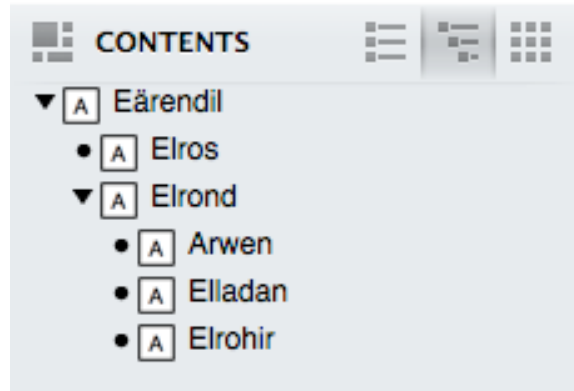 CONTENTS
A Eärendil
A Elros
A Elrond
A Arwen
A Elladan
A Elrohir